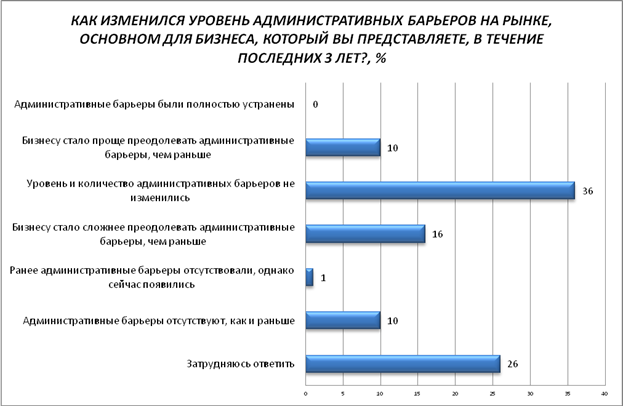 КАК ИЗМЕНИЛСЯ УРОВЕНЬ АДМИНИСТРАТИВНЫХ БАРЬЕРОВ НА РЫНКЕ,
ОСНОВНОМ ДЛЯ БИЗНЕСА, КОТОРЫЙ ВЫ ПРЕДСТАВЛЯЕТЕ, В ТЕЧЕНИЕ
ПОСЛЕДНИХ 3 ЛЕТ?, %
Административные барьеры были полностью устранены
0
Бизнесу стало проще преодолевать административные
барьеры, чем раньше
10
Уровень и количество административных барьеров не
изменились
36
Бизнесу стало сложнее преодолевать административные
барьеры, чем раньше
16
Ранее административные барьеры отсутствовали, однако
сейчас появились
1
Административные барьеры отсутствуют, как и раньше
10
Затрудняюсь ответить
26
0 5 10 15 20 25 30 35 40